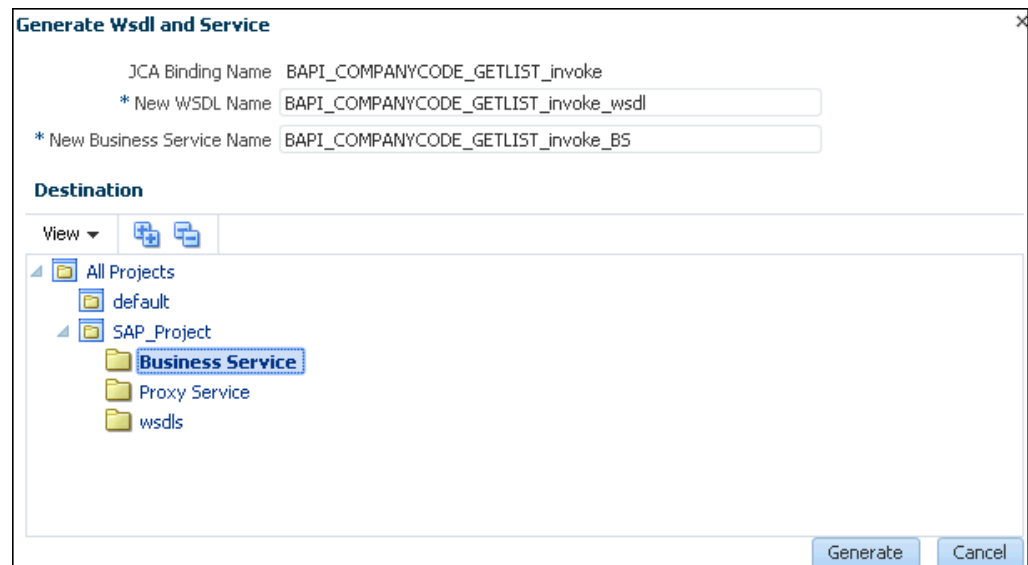 Generate Wsdl and Service
JCA Binding Name BAPI_COMPANYCODE_GETLIST_invoke
* New WSDL Name BAPI_COMPANYCODE_GETLIST_invoke_wsdl
* New Business Service Name BAPI_COMPANYCODE_GETLIST_invoke_BS
Destination
View
All Projects
default
SAP_Project
Business Service
Proxy Service
wsdls
Generate Cancel